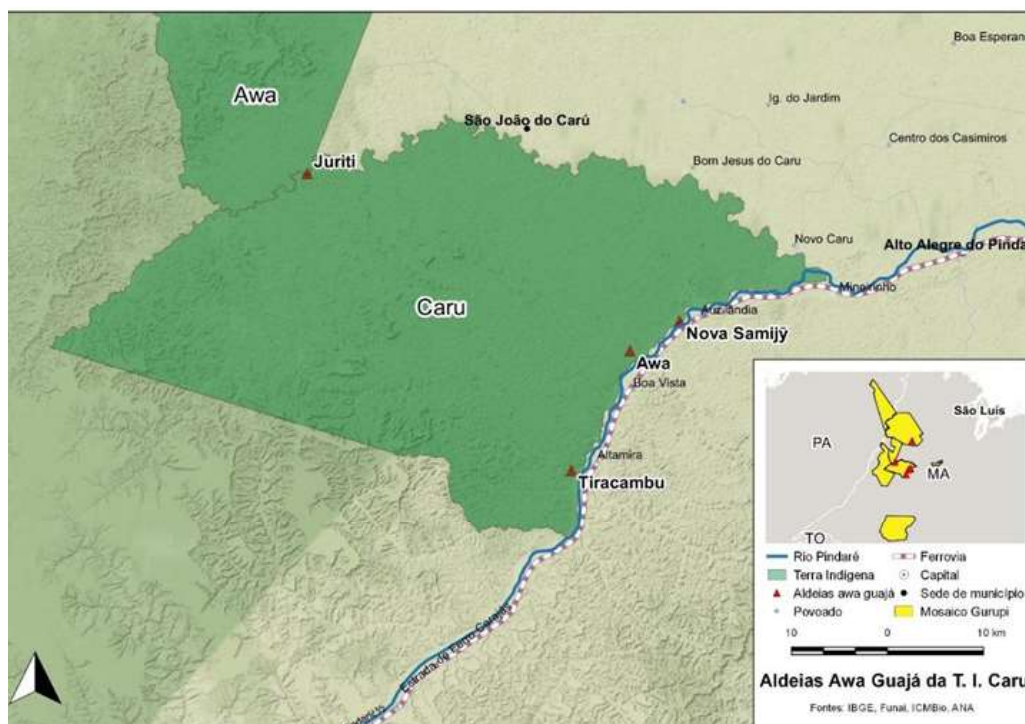 Boa Esperan
Awa
Ig. do Jardim
São João do Carú
Centro dos Casimiros
Juriti
Bom Jesus do Caru
Novo Caru
Alto Alegre do Pinda
Caru
Mineirinho
Auzilândia
Nova Samijỹ
Awa
Boa Vista
Altamira
Tiracambu
São Luís
PA
MA
TO
Rio Pindaré
Ferrovia
Terra Indígena
Capital
Aldeias awa guajá
Sede de município
Povoado
Mosaico Gurupi
10 0 10 km
Aldeias Awa Guajá da T. I. Caru
Fontes: IBGE, Funai, ICMBio, ANA